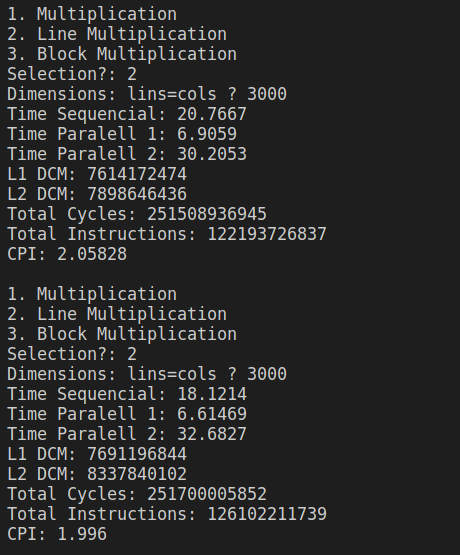 1. Multiplication
2. Line Multiplication
3. Block Multiplication
Selection?: 2
Dimensions: lins=cols ? 3000
Time Sequencial: 20.7667
Time Paralell 1: 6.9059
Time Paralell 2: 30.2053
L1 DCM: 7614172474
L2 DCM: 7898646436
Total Cycles: 251508936945
Total Instructions: 122193726837
CPI: 2.05828
1. Multiplication
2. Line Multiplication
3. Block Multiplication
Selection?: 2
Dimensions: lins=cols ? 3000
Time Sequencial: 18.1214
Time Paralell 1: 6.61469
Time Paralell 2: 32.6827
L1 DCM: 7691196844
L2 DCM: 8337840102
Total Cycles: 251700005852
Total Instructions: 126102211739
CPI: 1.996